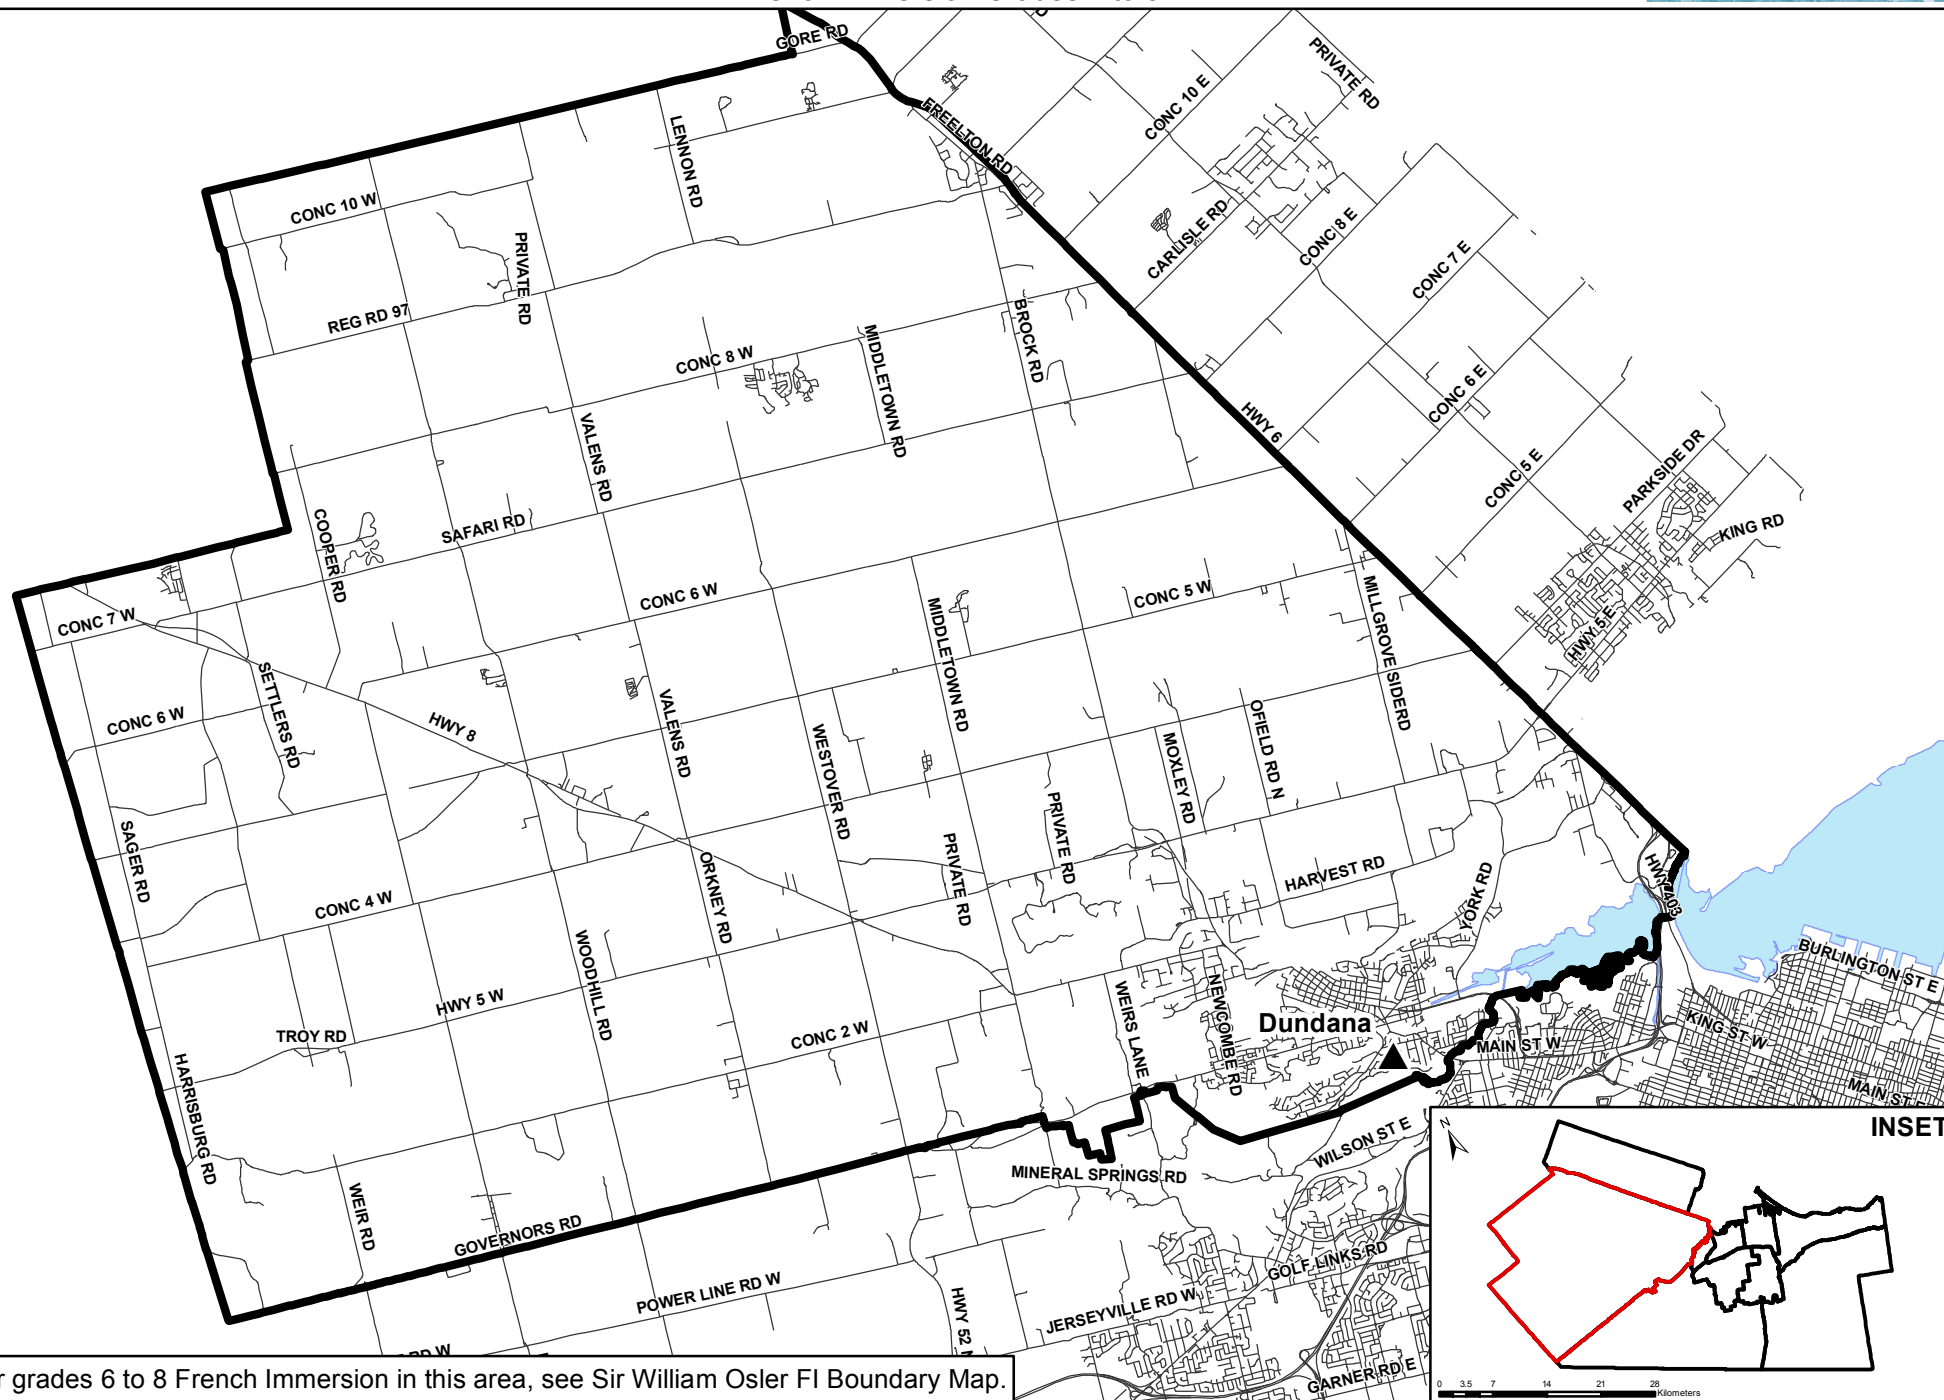 GORE RD
PRIVATE RD
CONC 10 E
FREELTON RD
LENNON RD
CONC 10 W
CARLISLE RD
CONC 8 E
PRIVATE RD
CONC 7 E
REG RD 97
BROCK RD
CONC 8 W
MIDDLETOWN RD
CONC 6 E
HWY 6
VALENS RD
PARKSIDE DR
CONC 5 E
COOPER RD
SAFARI RD
KING RD
CONC 7 W
CONC 6 W
CONC 5 W
MIDDLETOWN RD
MILLGROVE SIDERD
HWY 5 E
SETTLERS RD
CONC 6 W
HWY 8
VALENS RD
WESTOVER RD
MOXLEY RD
OFIELD RD N
SAGER RD
PRIVATE RD
PRIVATE RD
ORKNEY RD
HARVEST RD
YORK RD
HWY 403
CONC 4 W
WOODHILL RD
BURLINGTON ST E
HWY 5 W
WEIRS LANE
NEWCOMBE RD
Dundana
TROY RD
CONC 2 W
MAIN ST W
KING ST W
HARRISBURG RD
MAIN ST E
WILSON ST E
INSET
N
MINERAL SPRINGS RD
WEIR RD
GOVERNORS RD
GOLF LINKS RD
POWER LINE RD W
HWY 52 N
JERSEYVILLE RD W
RD W
GARNER RD E
r grades 6 to 8 French Immersion in this area, see Sir William Osler FI Boundary Map.
0 3.5 7 14 21 28
Kilometers